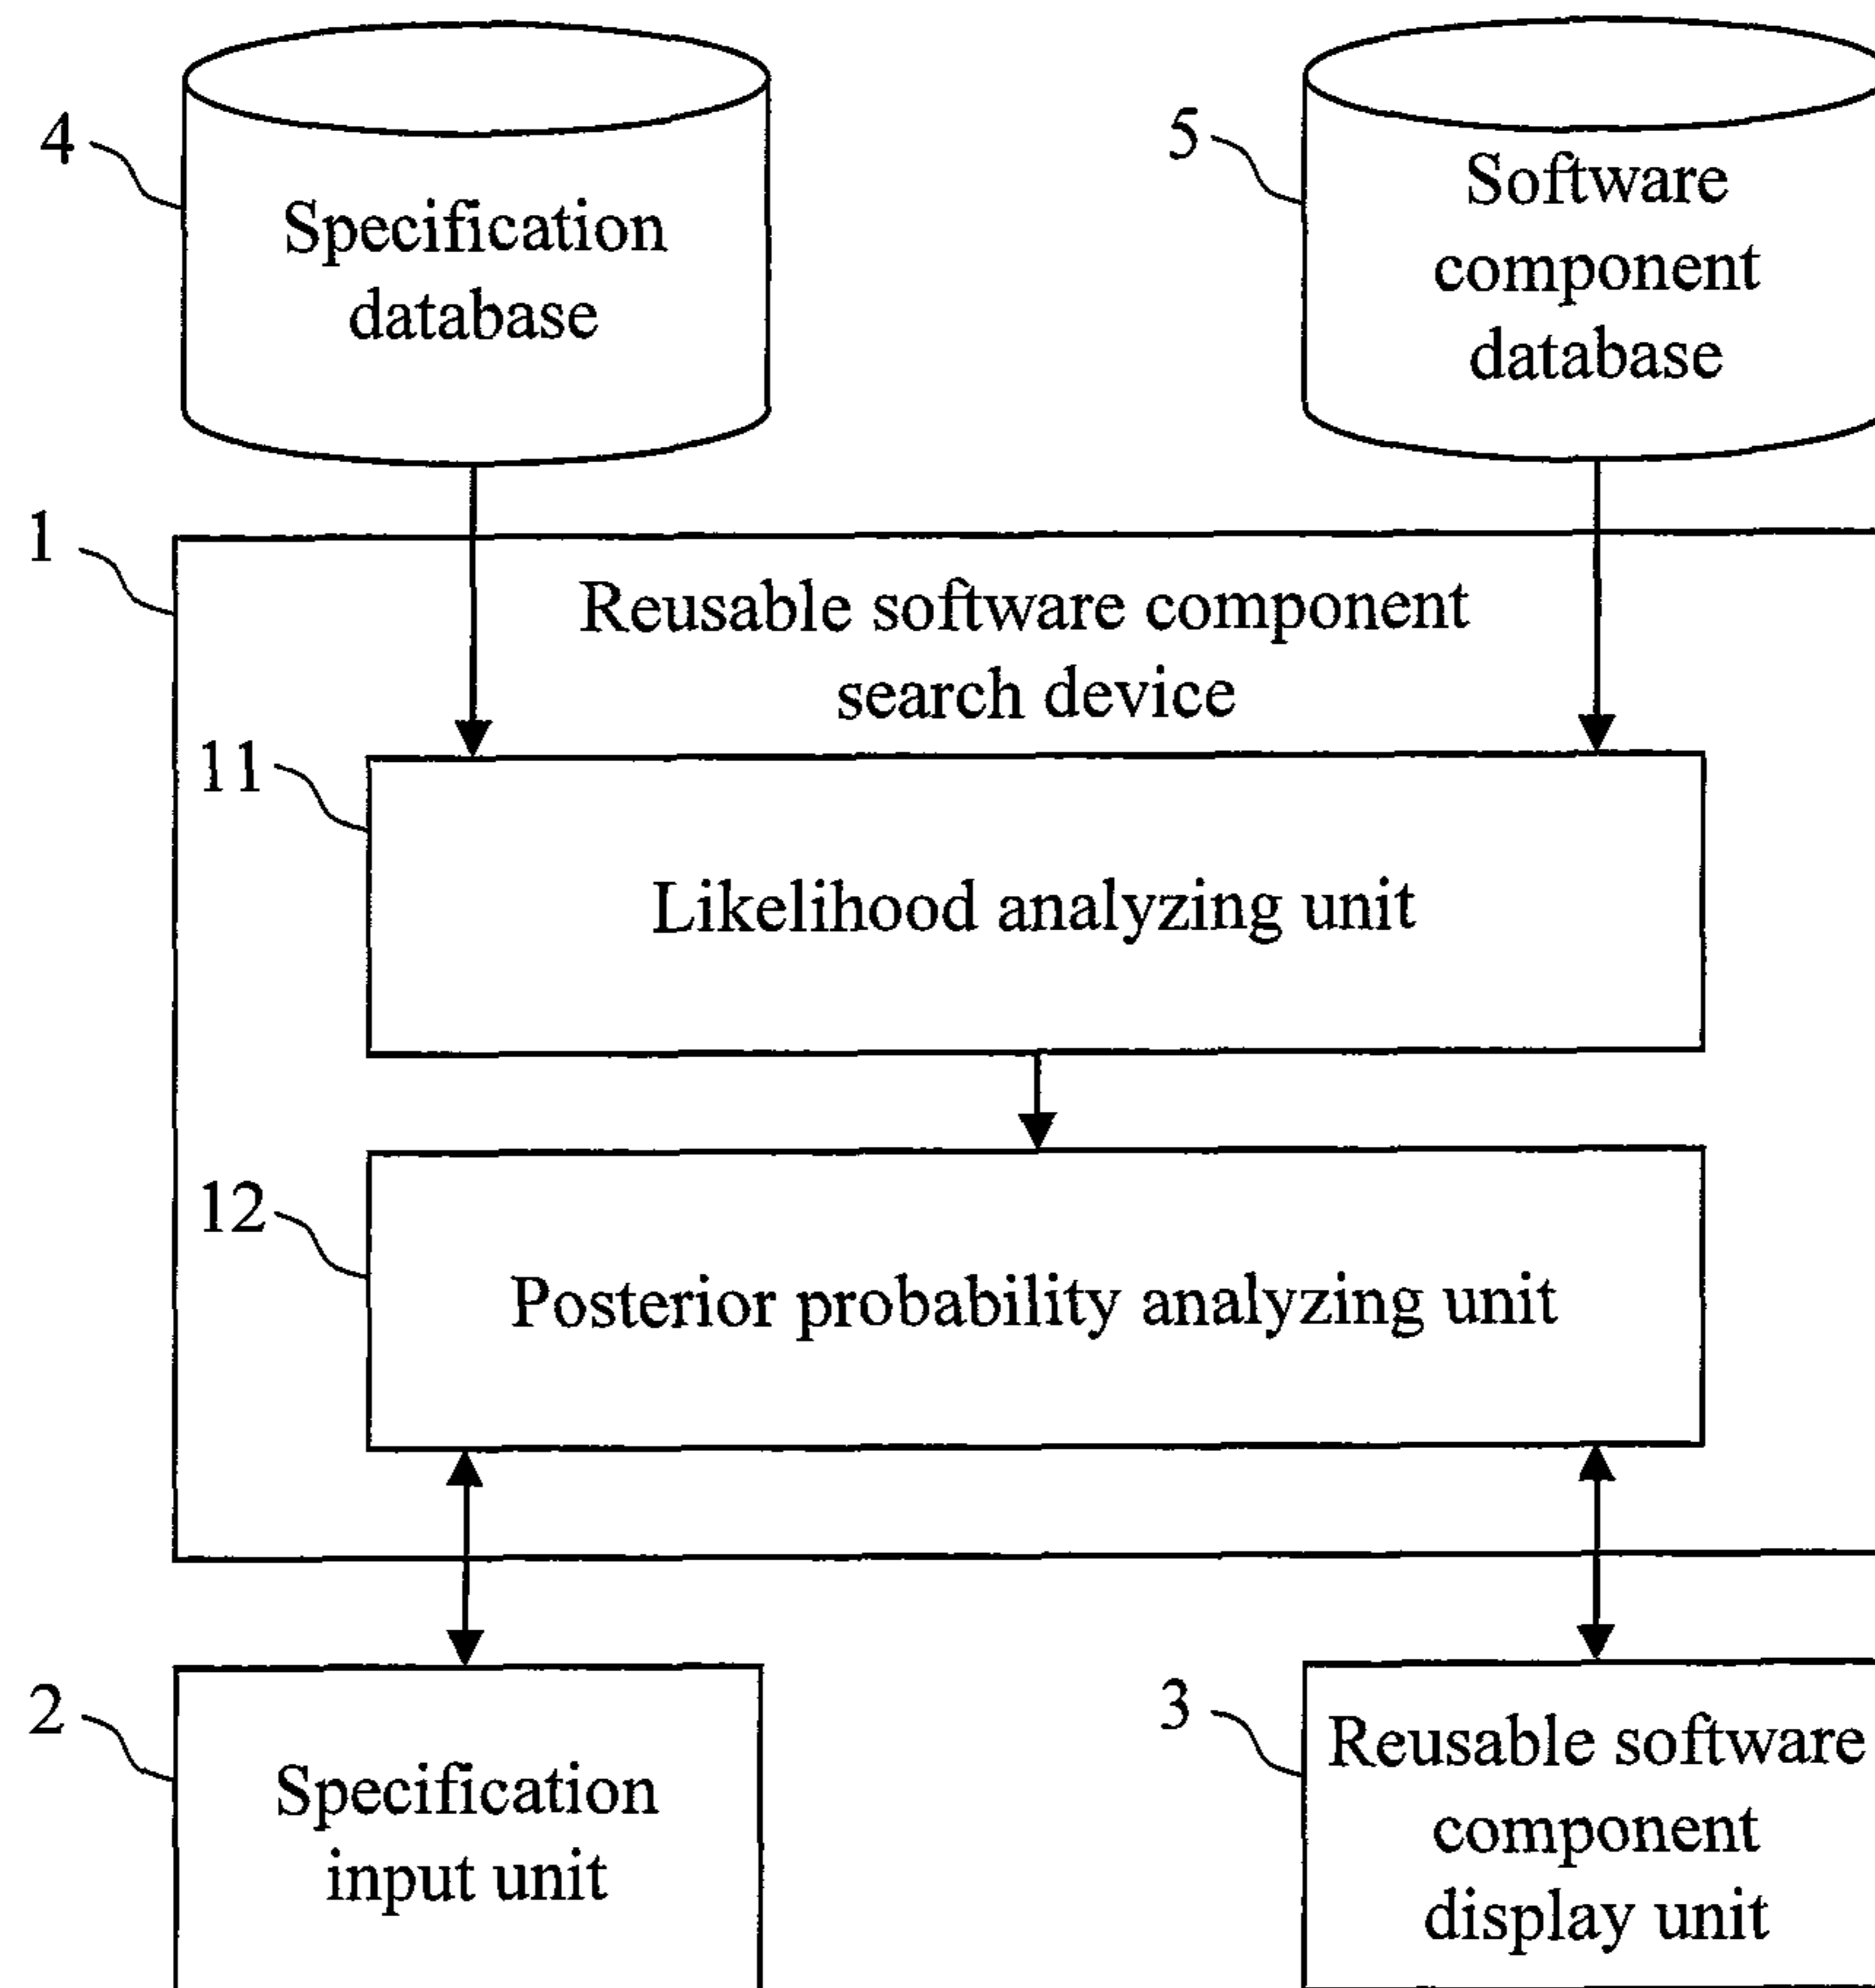 4
Specification
database
5
Software
component
database
1
Reusable software component
search device
11
Likelihood analyzing unit
12
Posterior probability analyzing unit
2
Specification
input unit
3
Reusable software
component
display unit